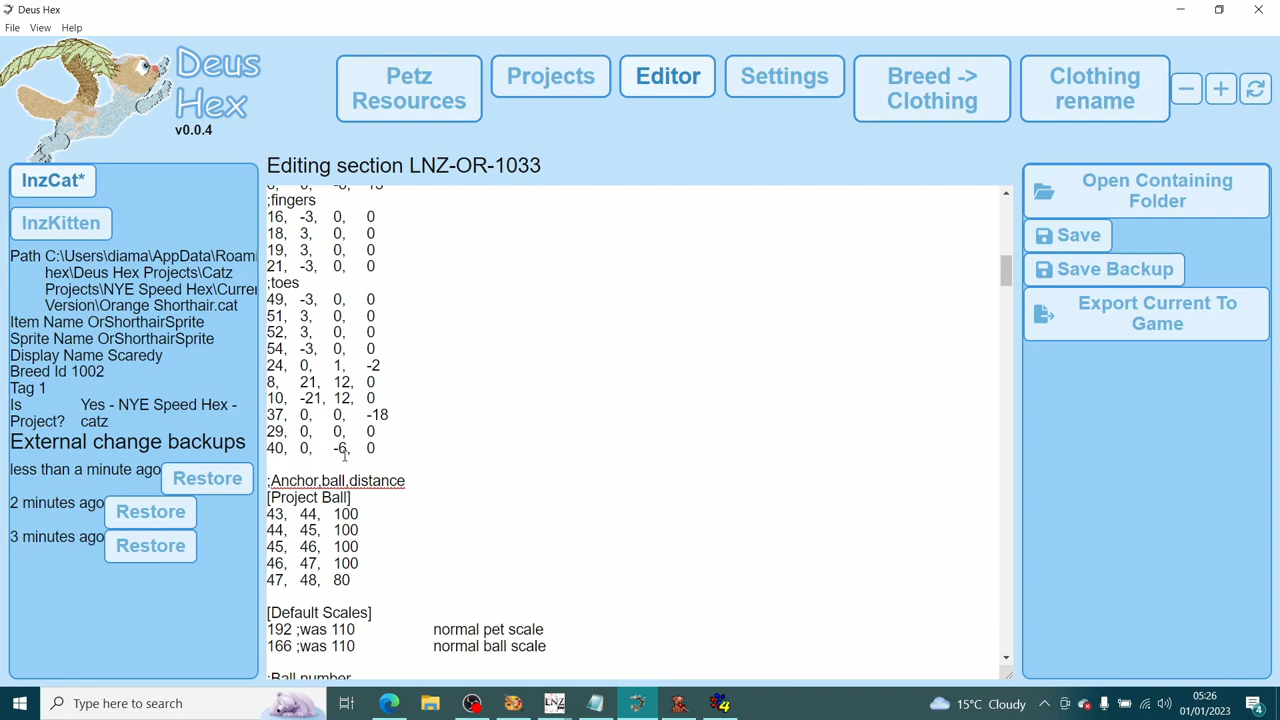 Deus Hex
File View Help
Deus
Hex
v0.0.4
Petz
Resources
Projects
Editor
Settings
Breed ->
Clothing
Clothing
rename
lnzCat*
lnzKitten
Path C:\Users\diama\AppData\Roam
hex\Deus Hex Projects\Catz
Projects\NYE Speed Hex\Curre
Version\Orange Shorthair.cat
Item Name OrShorthairSprite
Sprite Name OrShorthairSprite
Display Name Scaredy
Breed Id 1002
Tag 1
Is Yes - NYE Speed Hex -
Project? catz
External change backups
less than a minute ago Restore
2 minutes ago Restore
3 minutes ago Restore
Editing section LNZ-OR-1033
;fingers
16, -3, 0, 0
18, 3, 0, 0
19, 3, 0, 0
21, -3, 0, 0
;toes
49, -3, 0, 0
51, 3, 0, 0
52, 3, 0, 0
54, -3, 0, 0
24, 0, 1, -2
8, 21, 12, 0
10, -21, 12, 0
37, 0, 0, -18
29, 0, 0, 0
40, 0, -6, 0
;Anchor,ball,distance
[Project Ball]
43, 44, 100
44, 45, 100
45, 46, 100
46, 47, 100
47, 48, 80
[Default Scales]
192 ;was 110 normal pet scale
166 ;was 110 normal ball scale
;Ball number
Open Containing
Folder
Save
Save Backup
Export Current To
Game
Type here to search
LNZ
4
15°C Cloudy
05:26
01/01/2023
4